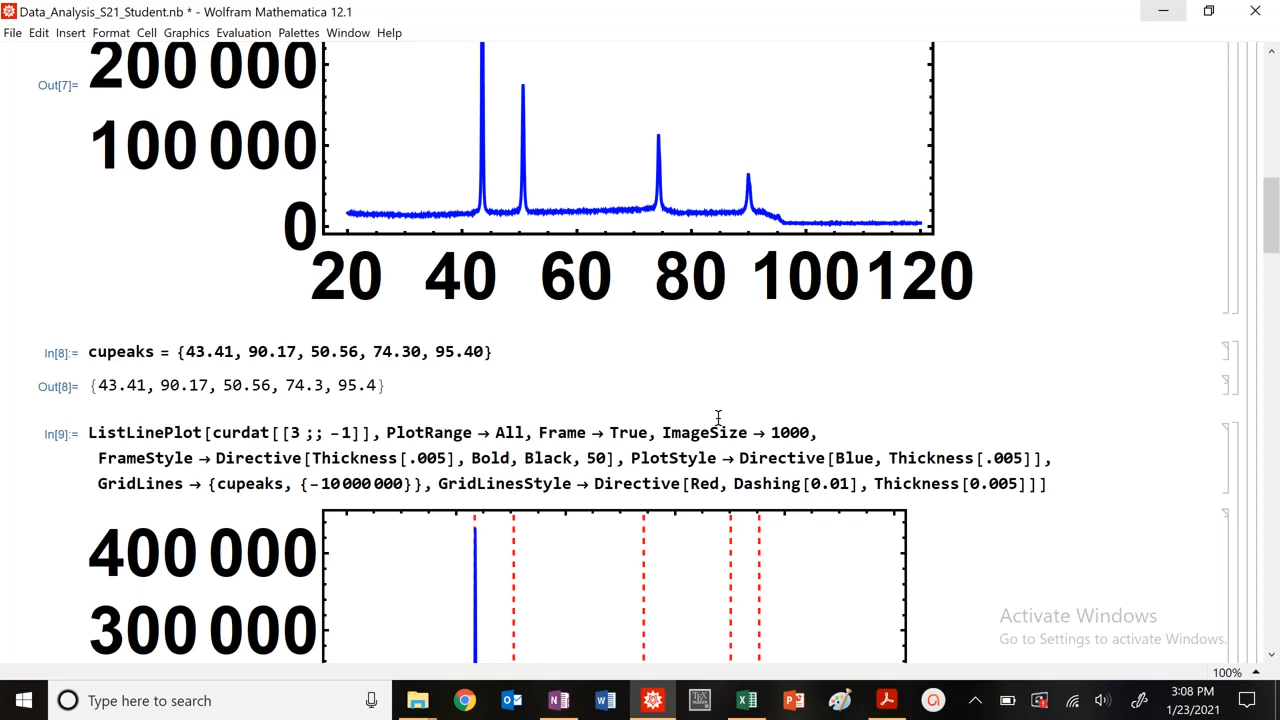 Data_Analysis_S21_Student.nb * - Wolfram Mathematica 12.1
File Edit Insert Format Cell Graphics Evaluation Palettes Window Help
200 000
Out[7]=
100 000
0
20 40 60 80 100 120
In[8]:= cupeaks = {43.41, 90.17, 50.56, 74.30, 95.40}
Out[8]= {43.41, 90.17, 50.56, 74.3, 95.4}
In[9]:= ListLinePlot[curdat[[3 ;; -1]], PlotRange → All, Frame → True, ImageSize → 1000,
FrameStyle → Directive[Thickness[.005], Bold, Black, 50], PlotStyle → Directive[Blue, Thickness[.005]],
GridLines → {cupeaks, {-10 000 000}}, GridLinesStyle → Directive[Red, Dashing[0.01], Thickness[0.005]]]
400 000
300 000
Activate Windows
Go to Settings to activate Windows.
100%
Type here to search
3:08 PM
1/23/2021